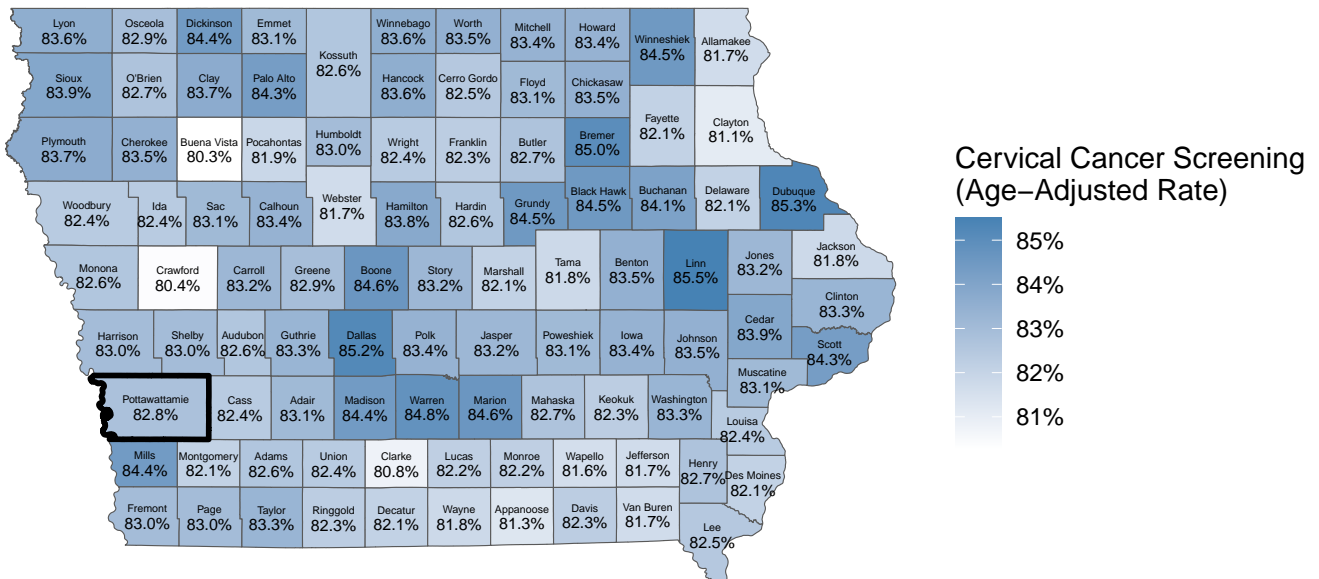 Lyon
83.6%
Osceola
82.9%
Dickinson
84.4%
Emmet
83.1%
Kossuth
82.6%
Winnebago
83.6%
Worth
83.5%
Mitchell
83.4%
Howard
83.4%
Winneshiek
84.5%
Allamakee
81.7%
Sioux
83.9%
O'Brien
82.7%
Clay
83.7%
Palo Alto
84.3%
Hancock
83.6%
Cerro Gordo
82.5%
Floyd
83.1%
Chickasaw
83.5%
Fayette
82.1%
Clayton
81.1%
Plymouth
83.7%
Cherokee
83.5%
Buena Vista
80.3%
Pocahontas
81.9%
Humboldt
83.0%
Wright
82.4%
Franklin
82.3%
Butler
82.7%
Bremer
85.0%
Woodbury
82.4%
Ida
82.4%
Sac
83.1%
Calhoun
83.4%
Webster
81.7%
Hamilton
83.8%
Hardin
82.6%
Grundy
84.5%
Black Hawk
84.5%
Buchanan
84.1%
Delaware
82.1%
Dubuque
85.3%
Monona
82.6%
Crawford
80.4%
Carroll
83.2%
Greene
82.9%
Boone
84.6%
Story
83.2%
Marshall
82.1%
Tama
81.8%
Benton
83.5%
Linn
85.5%
Jones
83.2%
Jackson
81.8%
Clinton
83.3%
Harrison
83.0%
Shelby
83.0%
Audubon
82.6%
Guthrie
83.3%
Dallas
85.2%
Polk
83.4%
Jasper
83.2%
Poweshiek
83.1%
Iowa
83.4%
Johnson
83.5%
Cedar
83.9%
Scott
84.3%
Muscatine
83.1%
Pottawattamie
82.8%
Cass
82.4%
Adair
83.1%
Madison
84.4%
Warren
84.8%
Marion
84.6%
Mahaska
82.7%
Keokuk
82.3%
Washington
83.3%
Louisa
82.4%
Mills
84.4%
Montgomery
82.1%
Adams
82.6%
Union
82.4%
Clarke
80.8%
Lucas
82.2%
Monroe
82.2%
Wapello
81.6%
Jefferson
81.7%
Henry
82.7%
Des Moines
82.1%
Fremont
83.0%
Page
83.0%
Taylor
83.3%
Ringgold
82.3%
Decatur
82.1%
Wayne
81.8%
Appanoose
81.3%
Davis
82.3%
Van Buren
81.7%
Lee
82.5%
Cervical Cancer Screening
(Age−Adjusted Rate)
85%
84%
83%
82%
81%